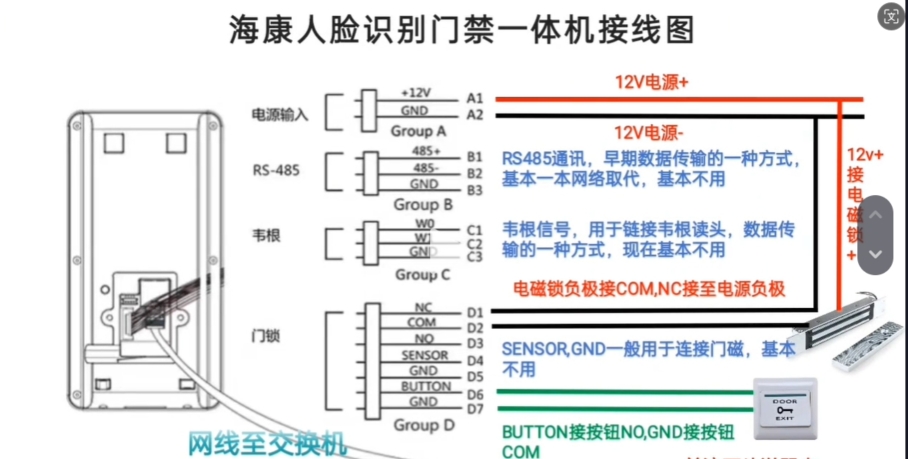 海康人脸识别门禁一体机接线图
12V电源+
+12V A1
电源输入
GND A2
Group A
12V电源-
485+ B1
RS485通讯，早期数据传输的一种方式，
RS-485
485- B2
基本一本网络取代，基本不用
GND B3
Group B
12v+
接
电
磁
锁
+
W0 C1
韦根信号，用于链接韦根读头，数据传
韦根
W1 C2
输的一种方式，现在基本不用
GND C3
Group C
电磁锁负极接COM,NC接至电源负极
NC D1
COM D2
门锁
NO D3
SENSOR,GND一般用于连接门磁，基本
不用
SENSOR D4
GND D5
BUTTON D6
GND D7
Group D
DOOR
EXIT
BUTTON接按钮NO,GND接按钮
COM
网线至交换机